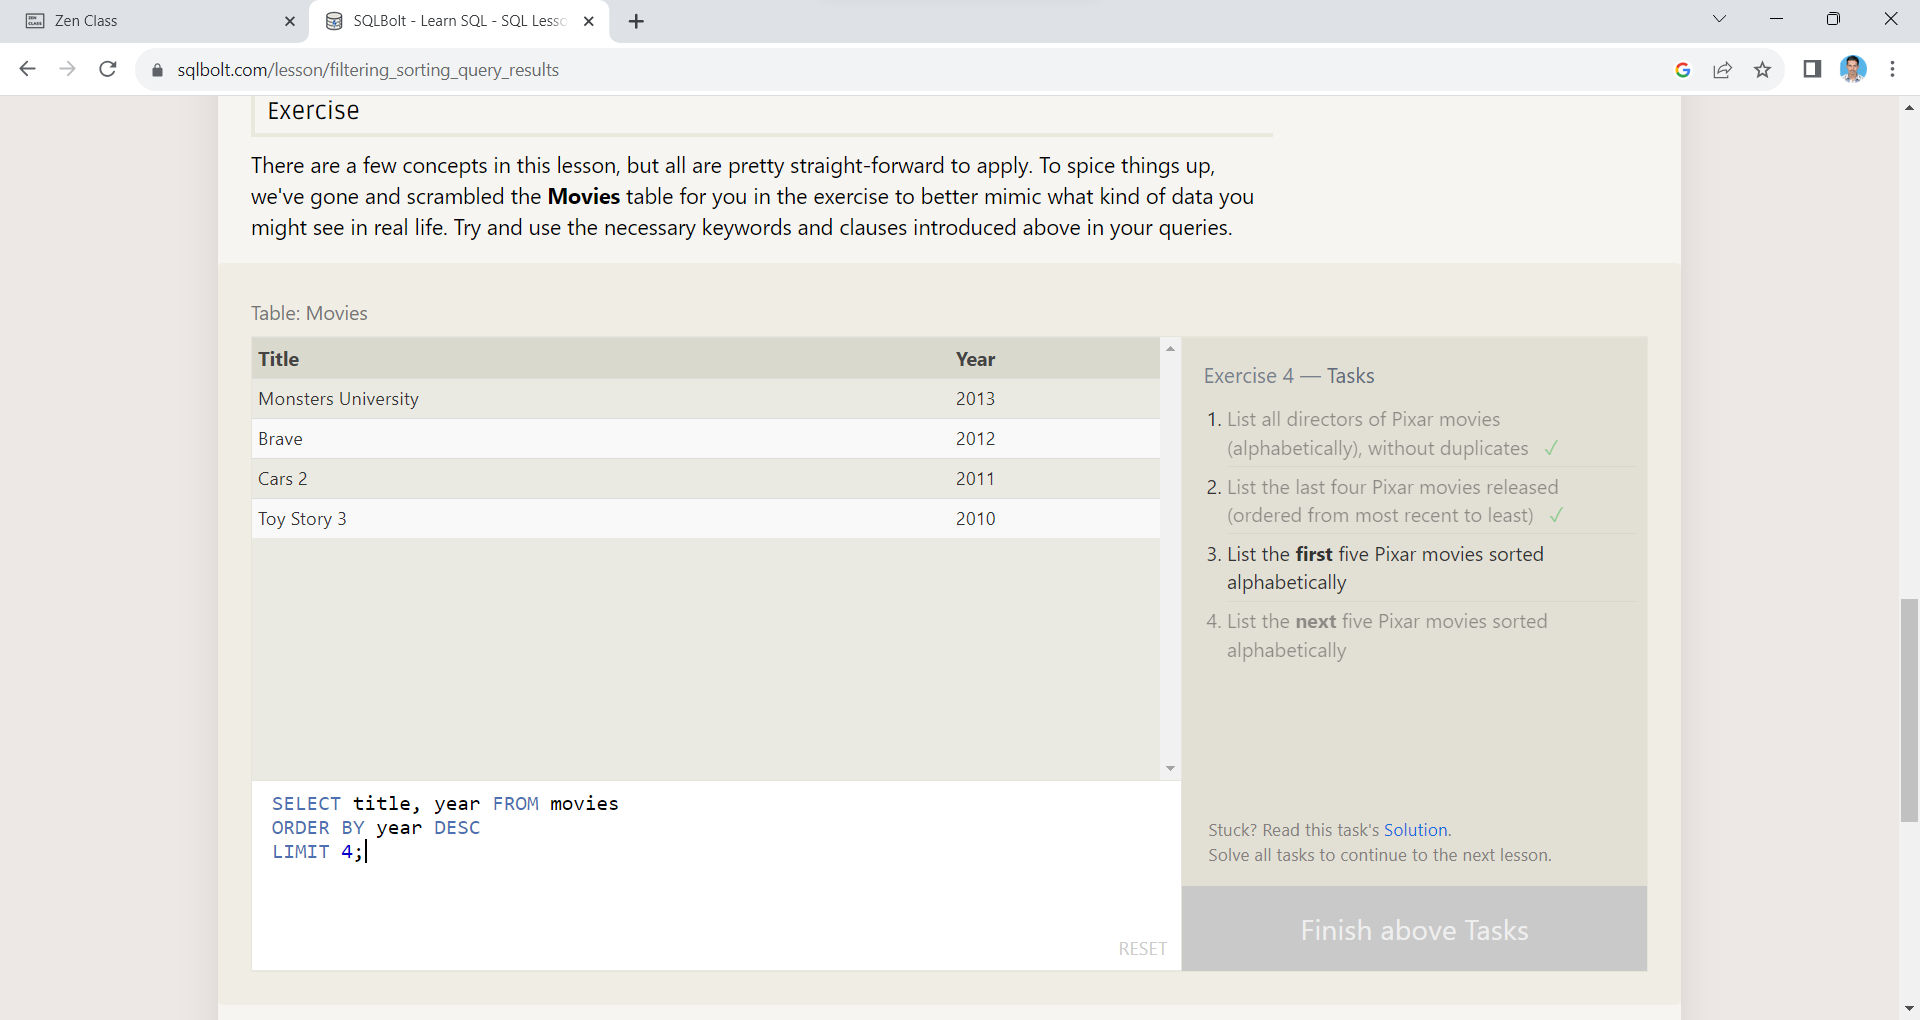 Zen Class
SQLBolt - Learn SQL - SQL Lesso
sqlbolt.com/lesson/filtering_sorting_query_results
Exercise
There are a few concepts in this lesson, but all are pretty straight-forward to apply. To spice things up,
we've gone and scrambled the Movies table for you in the exercise to better mimic what kind of data you
might see in real life. Try and use the necessary keywords and clauses introduced above in your queries.
Table: Movies
Title Year
Monsters University 2013
Brave 2012
Cars 2 2011
Toy Story 3 2010
SELECT title, year FROM movies
ORDER BY year DESC
LIMIT 4;
RESET
Exercise 4 — Tasks
1. List all directors of Pixar movies
(alphabetically), without duplicates ✓
2. List the last four Pixar movies released
(ordered from most recent to least) ✓
3. List the first five Pixar movies sorted
alphabetically
4. List the next five Pixar movies sorted
alphabetically
Stuck? Read this task's Solution.
Solve all tasks to continue to the next lesson.
Finish above Tasks